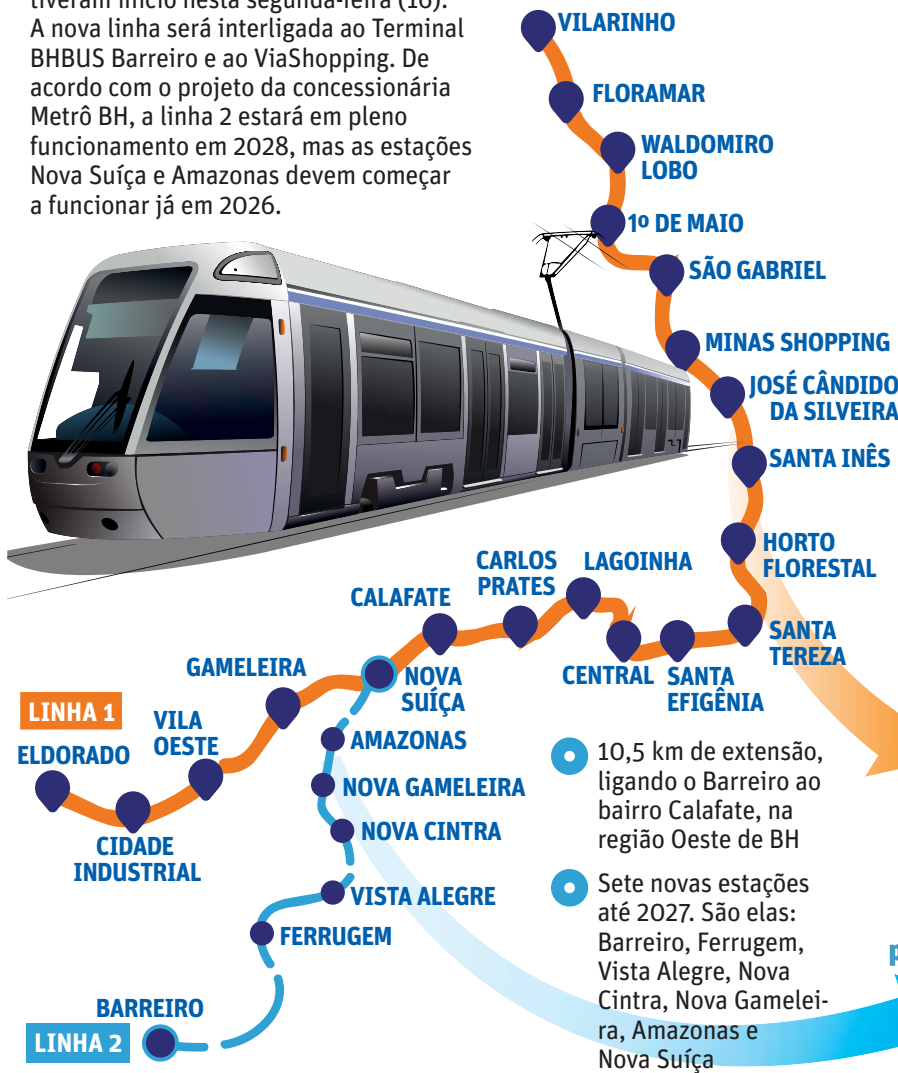 tiveram início nesta segunda-feira (16).
A nova linha será interligada ao Terminal
BHBUS Barreiro e ao ViaShopping. De
acordo com o projeto da concessionária
Metrô BH, a linha 2 estará em pleno
funcionamento em 2028, mas as estações
Nova Suíça e Amazonas devem começar
a funcionar já em 2026.
VILARINHO
FLORAMAR
WALDOMIRO
LOBO
1º DE MAIO
SÃO GABRIEL
MINAS SHOPPING
JOSÉ CÂNDIDO
DA SILVEIRA
SANTA INÊS
HORTO
FLORESTAL
SANTA
TEREZA
SANTA
EFIGÊNIA
CENTRAL
LAGOINHA
CARLOS
PRATES
CALAFATE
NOVA
SUÍÇA
GAMELEIRA
VILA
OESTE
CIDADE
INDUSTRIAL
ELDORADO
LINHA 1
AMAZONAS
NOVA GAMELEIRA
NOVA CINTRA
VISTA ALEGRE
FERRUGEM
BARREIRO
LINHA 2
10,5 km de extensão,
ligando o Barreiro ao
bairro Calafate, na
região Oeste de BH
Sete novas estações
até 2027. São elas:
Barreiro, Ferrugem,
Vista Alegre, Nova
Cintra, Nova Gamelei-
ra, Amazonas e
Nova Suíça